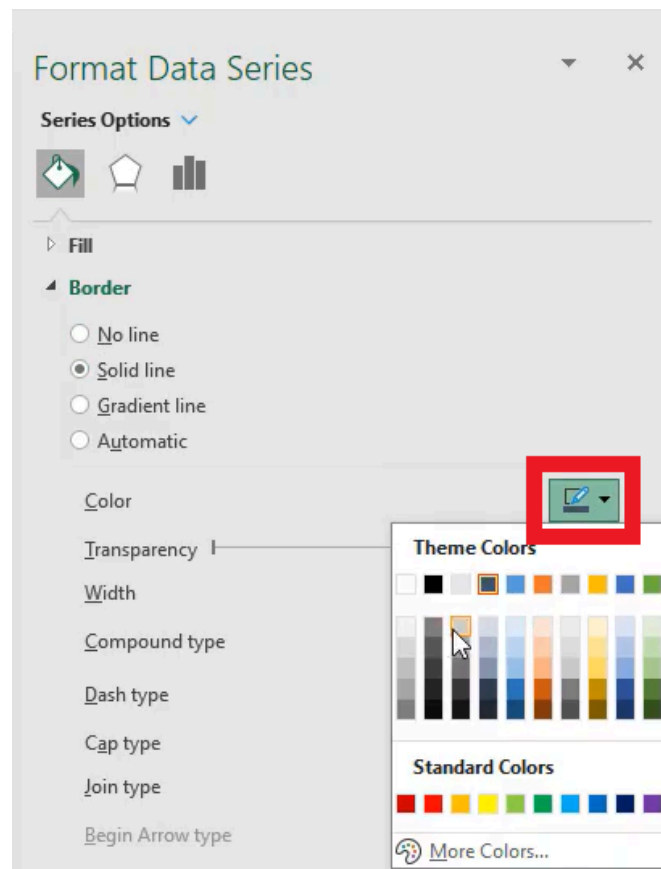 Format Data Series
Series Options
Fill
Border
No line
Solid line
Gradient line
Automatic
Color
Transparency
Theme Colors
Width
Compound type
Dash type
Cap type
Standard Colors
Join type
Begin Arrow type
More Colors...